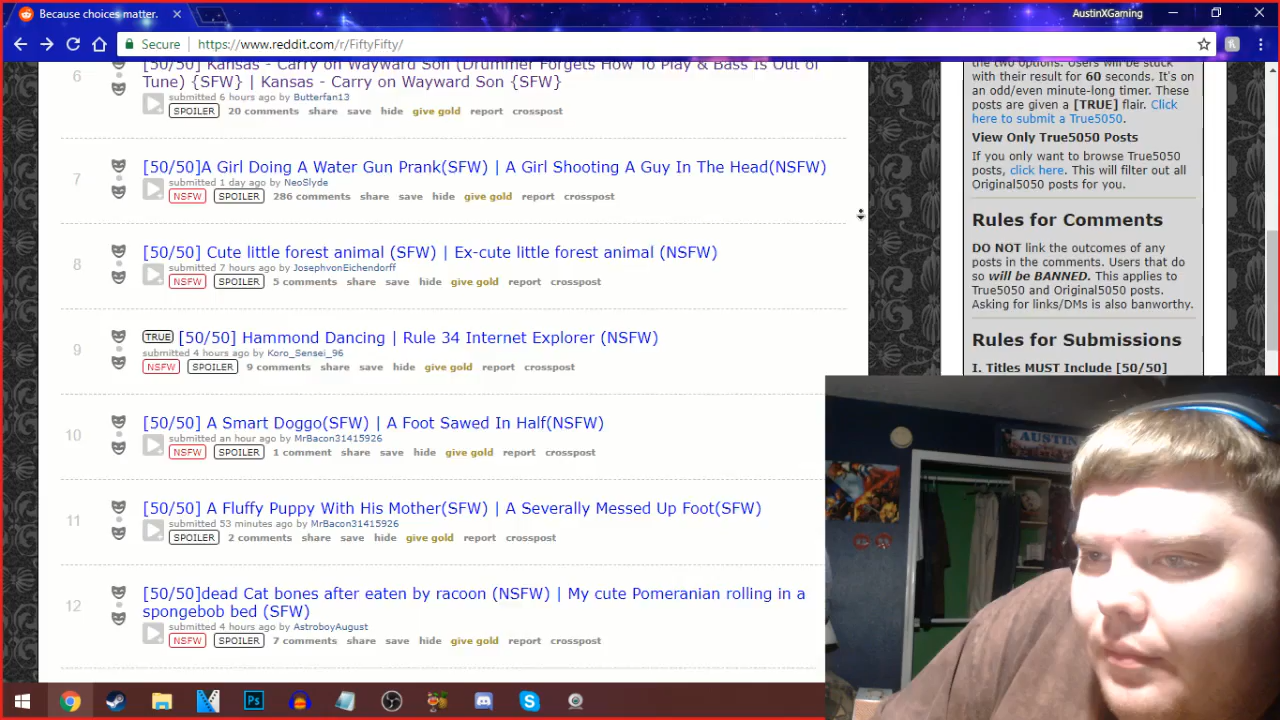 Because choices matter.
AustinXGaming
Secure
https://www.reddit.com/r/FiftyFifty/
6
[50/50] Kansas - Carry on Wayward Son (Drummer Forgets How To Play & Bass Is Out of
Tune) {SFW} | Kansas - Carry on Wayward Son {SFW}
submitted 6 hours ago by Butterfan13
SPOILER 20 comments share save hide give gold report crosspost
7
[50/50]A Girl Doing A Water Gun Prank(SFW) | A Girl Shooting A Guy In The Head(NSFW)
submitted 1 day ago by NeoSlyde
NSFW SPOILER 286 comments share save hide give gold report crosspost
8
[50/50] Cute little forest animal (SFW) | Ex-cute little forest animal (NSFW)
submitted 7 hours ago by JosephvonEichendorff
NSFW SPOILER 5 comments share save hide give gold report crosspost
9
TRUE [50/50] Hammond Dancing | Rule 34 Internet Explorer (NSFW)
submitted 4 hours ago by Koro_Sensei_96
NSFW SPOILER 9 comments share save hide give gold report crosspost
10
[50/50] A Smart Doggo(SFW) | A Foot Sawed In Half(NSFW)
submitted an hour ago by MrBacon31415926
NSFW SPOILER 1 comment share save hide give gold report crosspost
11
[50/50] A Fluffy Puppy With His Mother(SFW) | A Severally Messed Up Foot(SFW)
submitted 53 minutes ago by MrBacon31415926
SPOILER 2 comments share save hide give gold report crosspost
12
[50/50]dead Cat bones after eaten by racoon (NSFW) | My cute Pomeranian rolling in a
spongebob bed (SFW)
submitted 4 hours ago by AstroboyAugust
NSFW SPOILER 7 comments share save hide give gold report crosspost
the two options. Users will be stuck
with their result for 60 seconds. It's on
an odd/even minute-long timer. These
posts are given a [TRUE] flair. Click
here to submit a True5050.
View Only True5050 Posts
If you only want to browse True5050
posts, click here. This will filter out all
Original5050 posts for you.
Rules for Comments
DO NOT link the outcomes of any
posts in the comments. Users that do
so will be BANNED. This applies to
True5050 and Original5050 posts.
Asking for links/DMs is also banworthy.
Rules for Submissions
I. Titles MUST Include [50/50]
AUSTIN
Ps